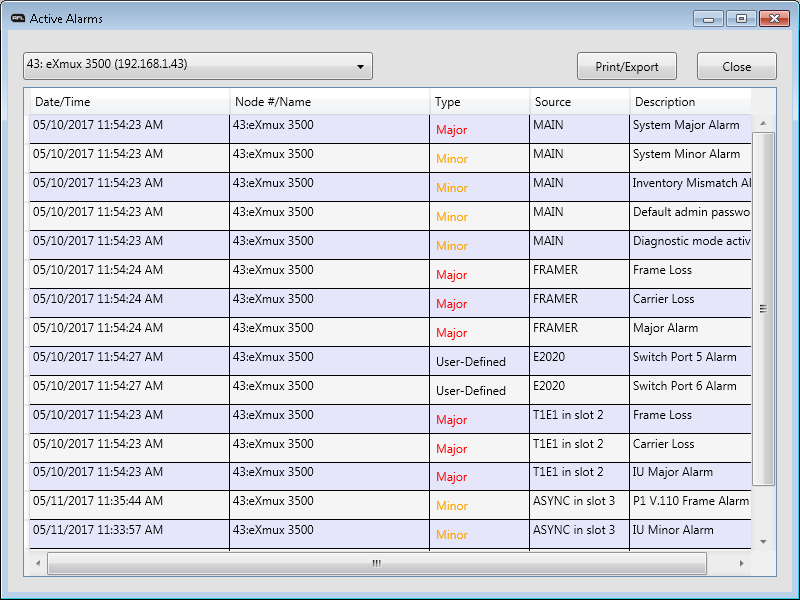 AFL Active Alarms
43: eXmux 3500 (192.168.1.43) Print/Export Close
Date/Time Node #/Name Type Source Description
05/10/2017 11:54:23 AM 43:eXmux 3500 Major MAIN System Major Alarm
05/10/2017 11:54:23 AM 43:eXmux 3500 Minor MAIN System Minor Alarm
05/10/2017 11:54:23 AM 43:eXmux 3500 Minor MAIN Inventory Mismatch Al
05/10/2017 11:54:23 AM 43:eXmux 3500 Minor MAIN Default admin passwo
05/10/2017 11:54:23 AM 43:eXmux 3500 Minor MAIN Diagnostic mode activ
05/10/2017 11:54:24 AM 43:eXmux 3500 Major FRAMER Frame Loss
05/10/2017 11:54:24 AM 43:eXmux 3500 Major FRAMER Carrier Loss
05/10/2017 11:54:24 AM 43:eXmux 3500 Major FRAMER Major Alarm
05/10/2017 11:54:27 AM 43:eXmux 3500 User-Defined E2020 Switch Port 5 Alarm
05/10/2017 11:54:27 AM 43:eXmux 3500 User-Defined E2020 Switch Port 6 Alarm
05/10/2017 11:54:23 AM 43:eXmux 3500 Major T1E1 in slot 2 Frame Loss
05/10/2017 11:54:23 AM 43:eXmux 3500 Major T1E1 in slot 2 Carrier Loss
05/10/2017 11:54:23 AM 43:eXmux 3500 Major T1E1 in slot 2 IU Major Alarm
05/11/2017 11:35:44 AM 43:eXmux 3500 Minor ASYNC in slot 3 P1 V.110 Frame Alarm
05/11/2017 11:33:57 AM 43:eXmux 3500 Minor ASYNC in slot 3 IU Minor Alarm